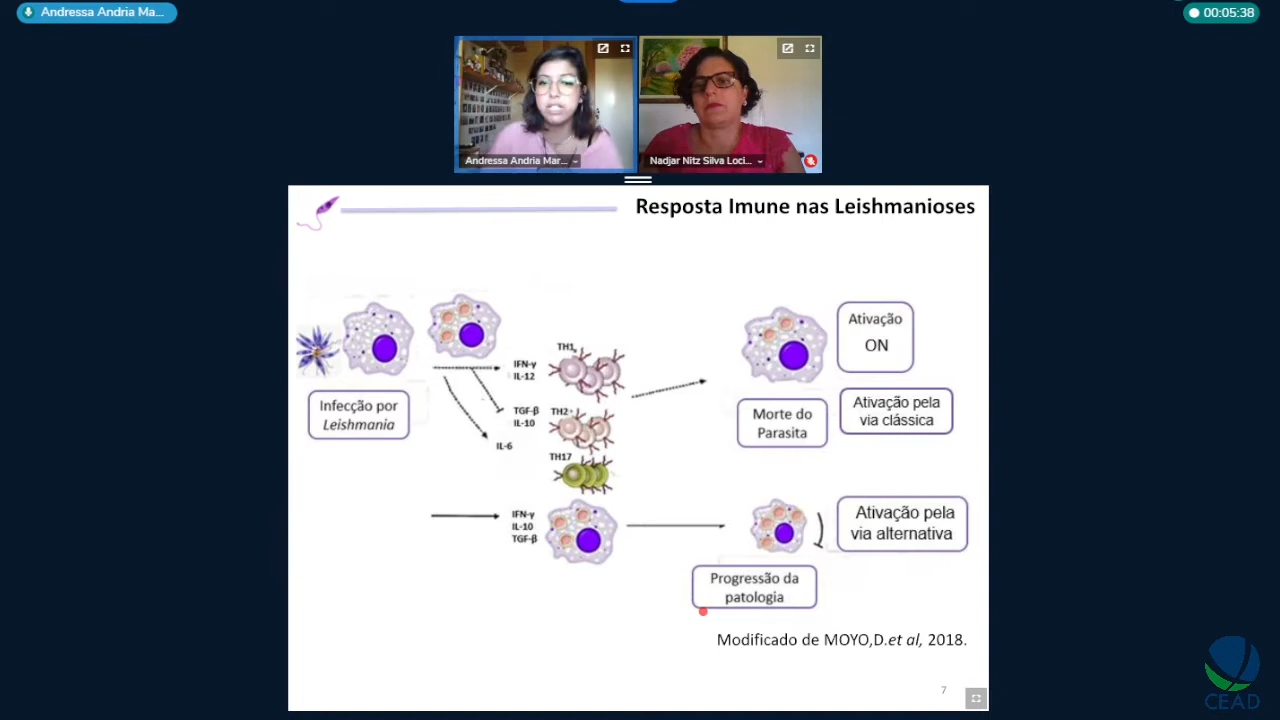 Andressa Andria Ma...
00:05:38
Andressa Andria Mar...
Nadjar Nitz Silva Loci...
Resposta Imune nas Leishmanioses
Infecção por
Leishmania
IFN-γ
IL-12
TGF-β
IL-10
IL-6
TH1
TH2
TH17
Morte do
Parasita
Ativação
ON
Ativação pela
via clássica
IFN-γ
IL-10
TGF-β
Ativação pela
via alternativa
Progressão da
patologia
Modificado de MOYO,D.et al, 2018.
7
CEAD